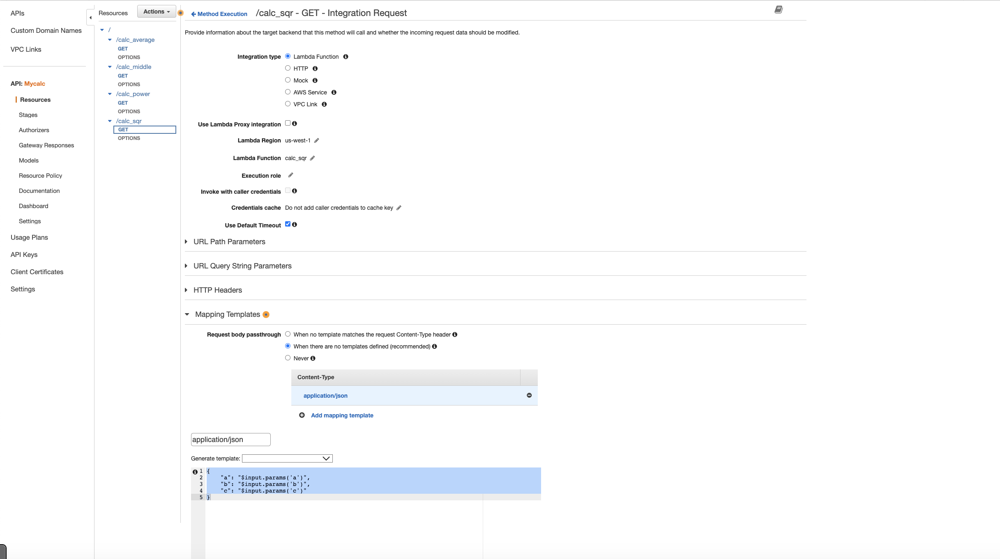 APIs
Custom Domain Names
VPC Links
API: Mycalc
Resources
Stages
Authorizers
Gateway Responses
Models
Resource Policy
Documentation
Dashboard
Settings
Usage Plans
API Keys
Client Certificates
Settings
Resources
Actions
/
/calc_average
GET
OPTIONS
/calc_middle
GET
OPTIONS
/calc_power
GET
OPTIONS
/calc_sqr
GET
OPTIONS
Method Execution /calc_sqr - GET - Integration Request
Provide information about the target backend that this method will call and whether the incoming request data should be modified.
Integration type Lambda Function
HTTP
Mock
AWS Service
VPC Link
Use Lambda Proxy integration
Lambda Region us-west-1
Lambda Function calc_sqr
Execution role
Invoke with caller credentials
Credentials cache Do not add caller credentials to cache key
Use Default Timeout
URL Path Parameters
URL Query String Parameters
HTTP Headers
Mapping Templates
Request body passthrough When no template matches the request Content-Type header
When there are no templates defined (recommended)
Never
Content-Type
application/json
Add mapping template
application/json
Generate template:
1 {
2 "a": "$input.params('a')",
3 "b": "$input.params('b')",
4 "c": "$input.params('c')"
5 }